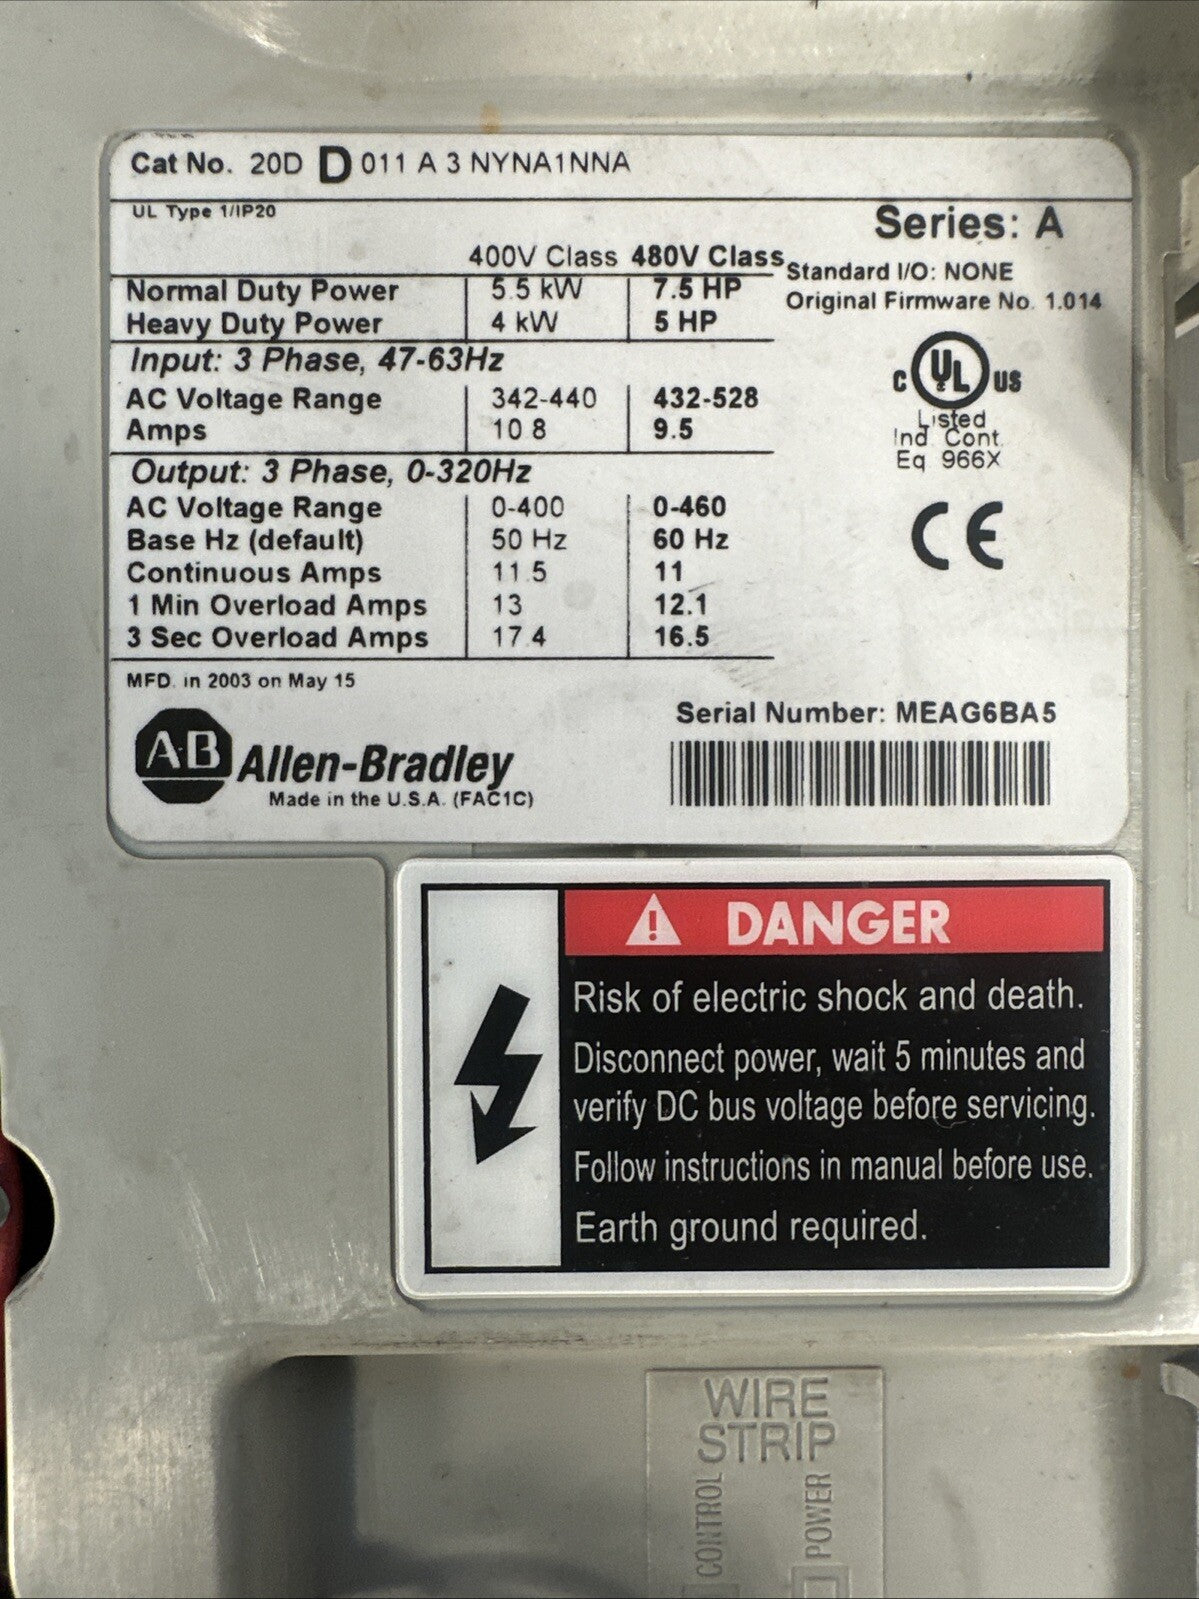 Cat No. 20D D 011 A 3 NYNA1NNA
UL Type 1/IP20
Series: A
400V Class 480V Class
Standard I/O: NONE
Normal Duty Power 5.5 kW 7.5 HP
Original Firmware No. 1.014
Heavy Duty Power 4 kW 5 HP
Input: 3 Phase, 47-63Hz
C UL US
AC Voltage Range 342-440 432-528
Listed
Amps 10 8 9.5
Ind Cont.
Eq 966X
Output: 3 Phase, 0-320Hz
AC Voltage Range 0-400 0-460
CE
Base Hz (default) 50 Hz 60 Hz
Continuous Amps 11.5 11
1 Min Overload Amps 13 12.1
3 Sec Overload Amps 17.4 16.5
MFD. in 2003 on May 15
Serial Number: MEAG6BA5
A-B Allen-Bradley
Made in the U.S.A. (FAC1C)
! DANGER
Risk of electric shock and death.
Disconnect power, wait 5 minutes and
verify DC bus voltage before servicing.
Follow instructions in manual before use.
Earth ground required.
WIRE
STRIP
CONTROL
POWER